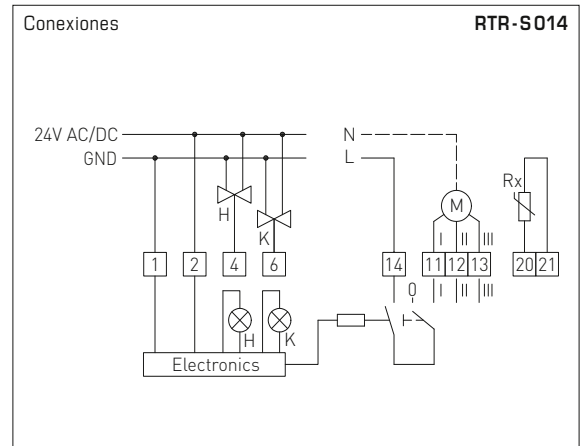 Conexiones RTR-S014
24V AC/DC N
GND L
Rx
H M
K I II III
1 2 4 6 14 11 12 13 20 21
0 I II III
H K
Electronics